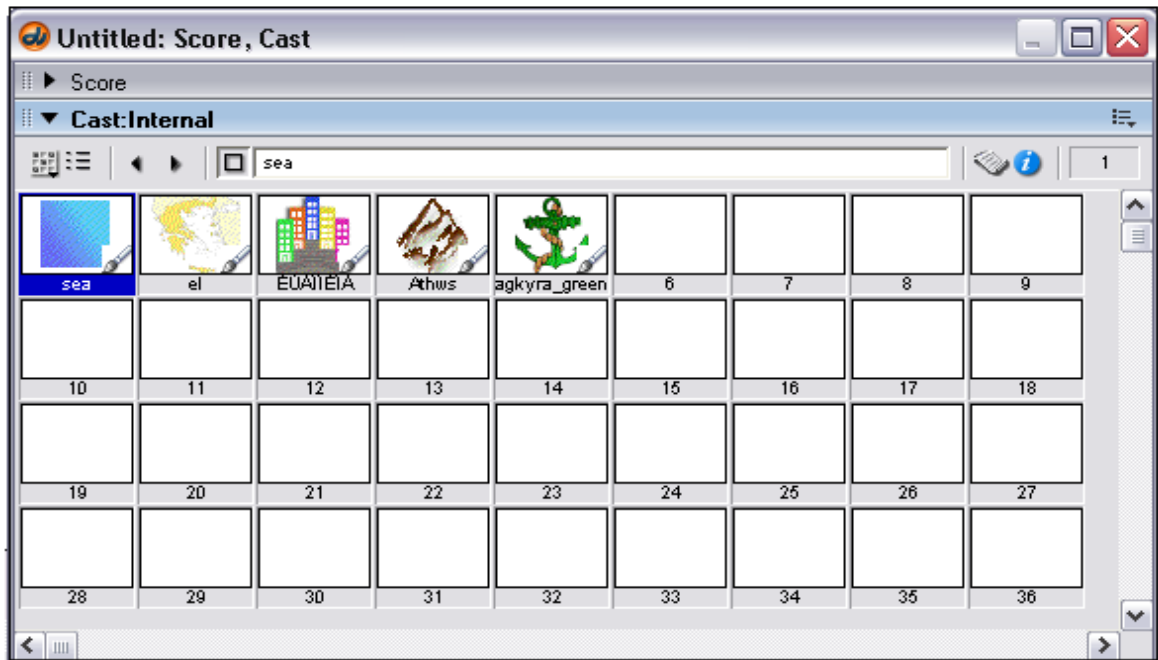 Untitled: Score, Cast
Score
Cast:Internal
sea 1
sea el Athws agkyra_green 6 7 8 9
10 11 12 13 14 15 16 17 18
19 20 21 22 23 24 25 26 27
28 29 30 31 32 33 34 35 36